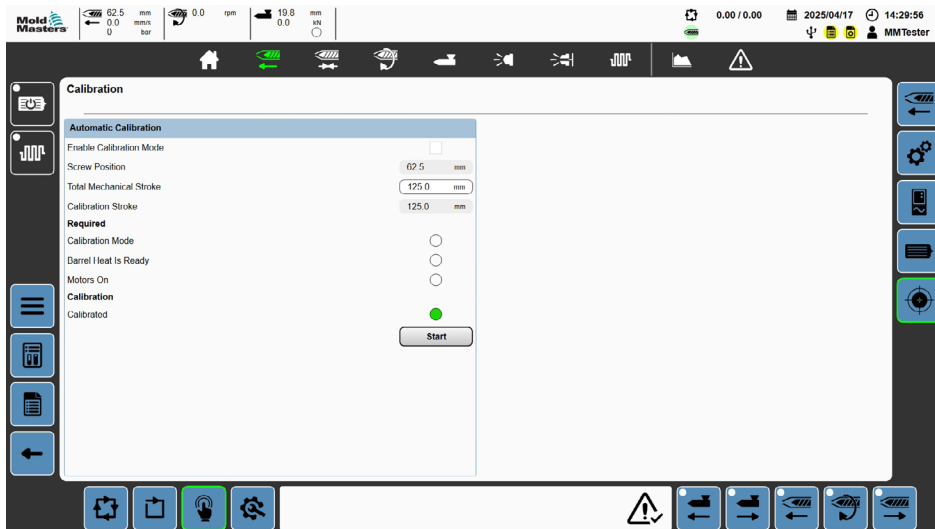 Mold
Masters
62.5 mm
0.0 mm/s
0 bar
0.0 rpm
19.8 mm
0.0 kN
0.00 / 0.00
2025/04/17
14:29:56
MMTester
Calibration
Automatic Calibration
Enable Calibration Mode
Screw Position 62.5 mm
Total Mechanical Stroke 125.0 mm
Calibration Stroke 125.0 mm
Required
Calibration Mode
Barrel Heat Is Ready
Motors On
Calibration
Calibrated
Start